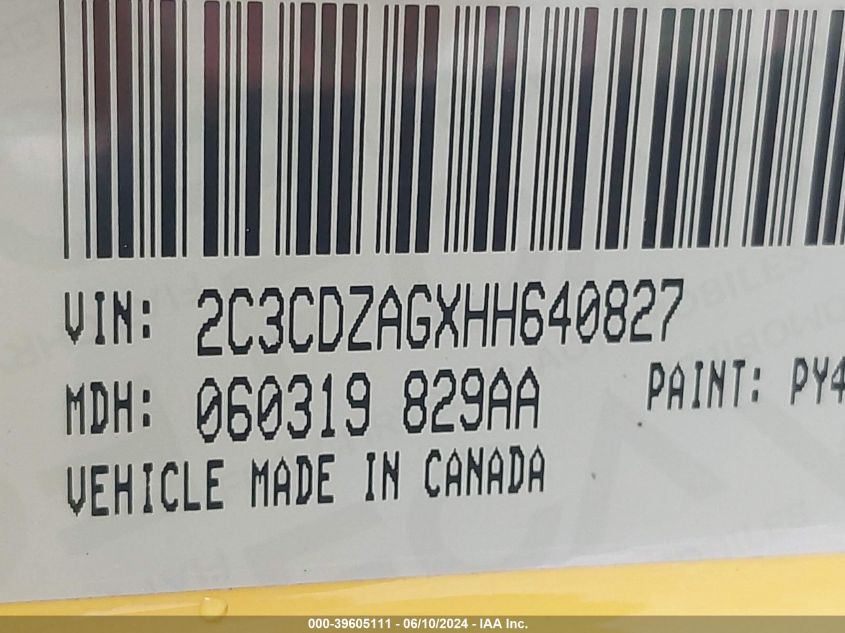 VIN: 2C3CDZAGXHH640827
MDH: 060319 829AA PAINT: PY4
VEHICLE MADE IN CANADA
000-39605111 - 06/10/2024 - IAA Inc.